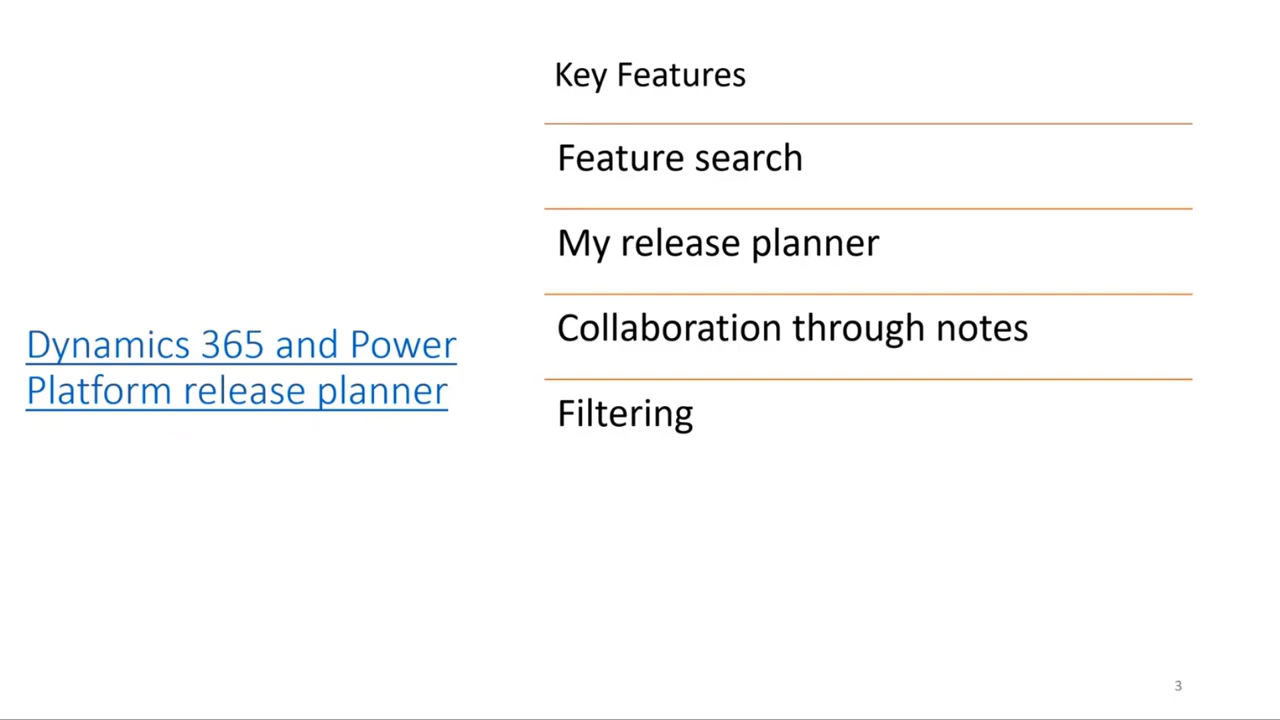 Key Features
Feature search
My release planner
Collaboration through notes
Filtering
Dynamics 365 and Power
Platform release planner
3